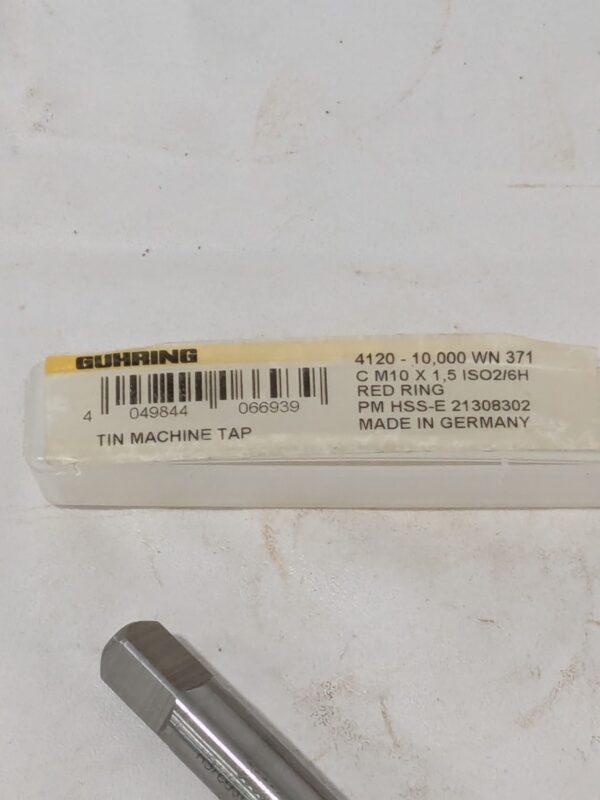 GUHRING
4 049844 066939
TIN MACHINE TAP
4120 - 10,000 WN 371
C M10 X 1,5 ISO2/6H
RED RING
PM HSS-E 21308302
MADE IN GERMANY